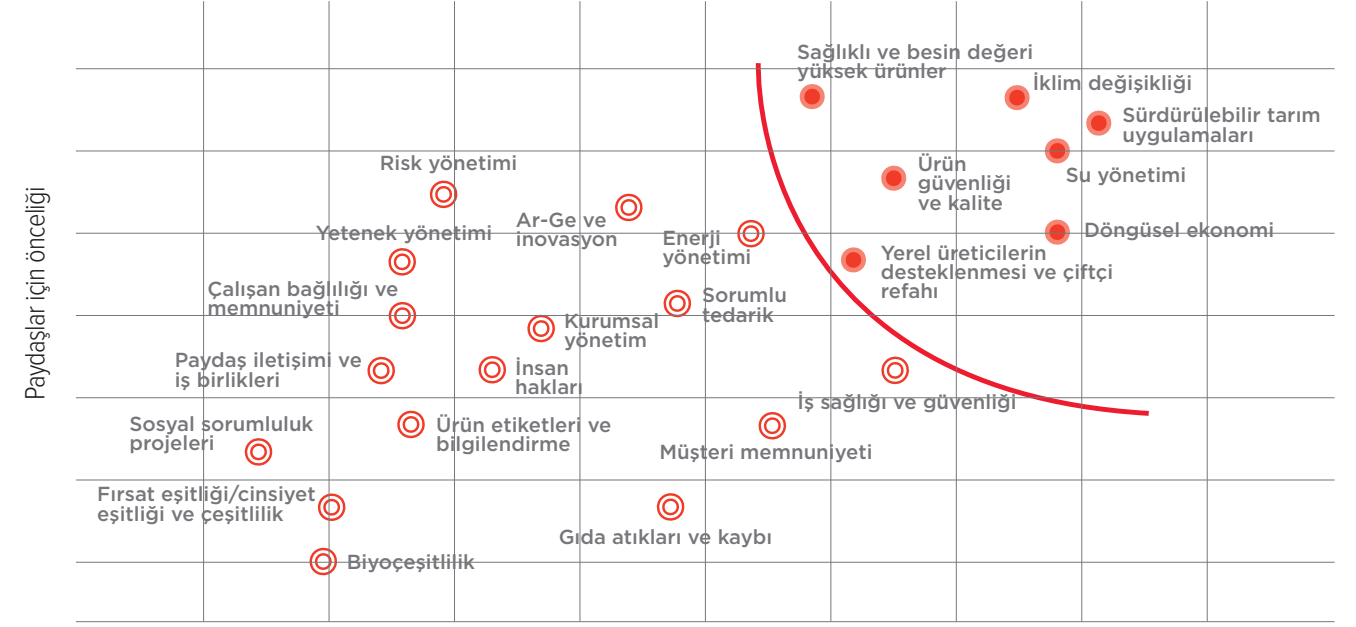 Sağlıklı ve besin değeri
yüksek ürünler
İklim değişikliği
Sürdürülebilir tarım
uygulamaları
Su yönetimi
Ürün
güvenliği
ve kalite
Risk yönetimi
Ar-Ge ve
inovasyon
Yetenek yönetimi
Enerji
yönetimi
Döngüsel ekonomi
Yerel üreticilerin
desteklenmesi ve çiftçi
refahı
Çalışan bağlılığı ve
memnuniyeti
Sorumlu
tedarik
Kurumsal
yönetim
Paydaş iletişimi ve
iş birlikleri
İnsan
hakları
İş sağlığı ve güvenliği
Sosyal sorumluluk
projeleri
Ürün etiketleri ve
bilgilendirme
Müşteri memnuniyeti
Fırsat eşitliği/cinsiyet
eşitliği ve çeşitlilik
Gıda atıkları ve kaybı
Biyoçeşitlilik
Paydaşlar için önceliği